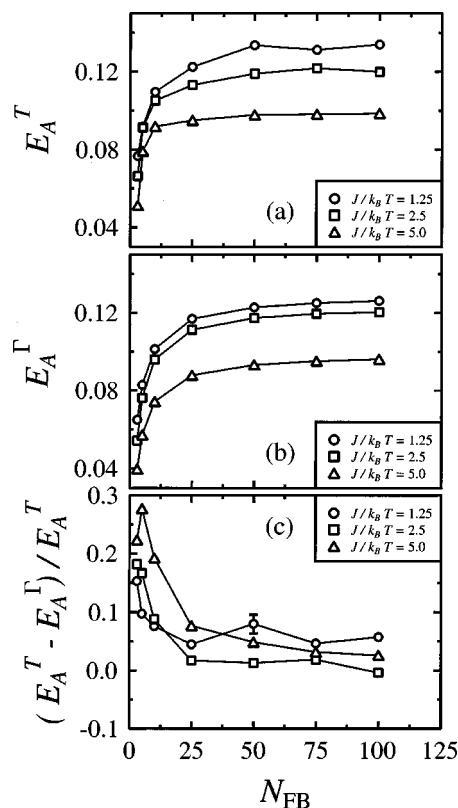 0.12
0.08
0.04
E_A^T
(a)
J/k_B T = 1.25
J/k_B T = 2.5
J/k_B T = 5.0
0.12
0.08
0.04
E_A^Γ
(b)
J/k_B T = 1.25
J/k_B T = 2.5
J/k_B T = 5.0
0.3
0.2
0.1
0.0
-0.1
(E_A^T - E_A^Γ)/E_A^T
(c)
J/k_B T = 1.25
J/k_B T = 2.5
J/k_B T = 5.0
0 25 50 75 100 125
N_FB